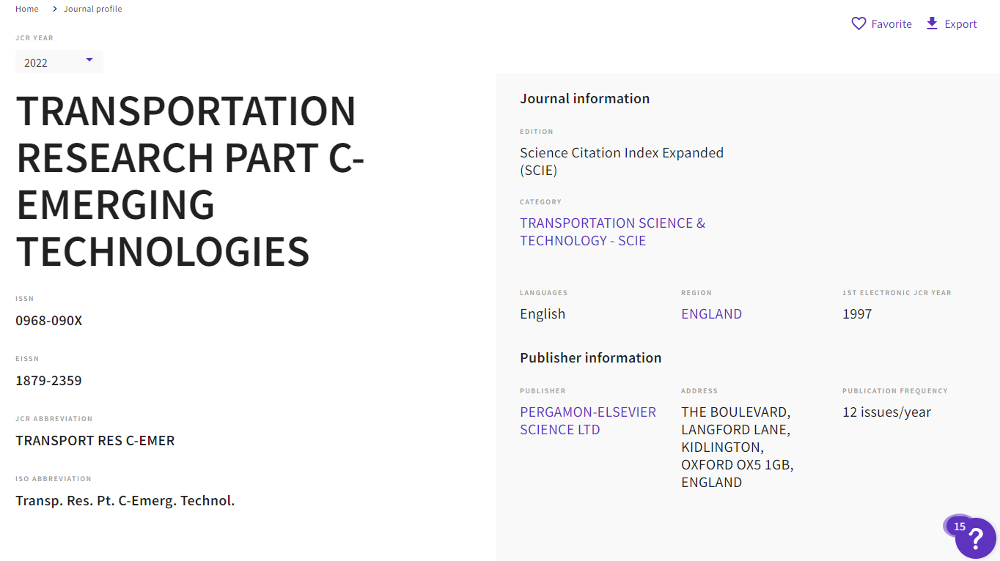 Home > Journal profile
Favorite
Export
JCR YEAR
2022
TRANSPORTATION
RESEARCH PART C-
EMERGING
TECHNOLOGIES
ISSN
0968-090X
EISSN
1879-2359
JCR ABBREVIATION
TRANSPORT RES C-EMER
ISO ABBREVIATION
Transp. Res. Pt. C-Emerg. Technol.
Journal information
EDITION
Science Citation Index Expanded
(SCIE)
CATEGORY
TRANSPORTATION SCIENCE &
TECHNOLOGY - SCIE
LANGUAGES
English
REGION
ENGLAND
1ST ELECTRONIC JCR YEAR
1997
Publisher information
PUBLISHER
PERGAMON-ELSEVIER
SCIENCE LTD
ADDRESS
THE BOULEVARD,
LANGFORD LANE,
KIDLINGTON,
OXFORD OX5 1GB,
ENGLAND
PUBLICATION FREQUENCY
12 issues/year
15
?